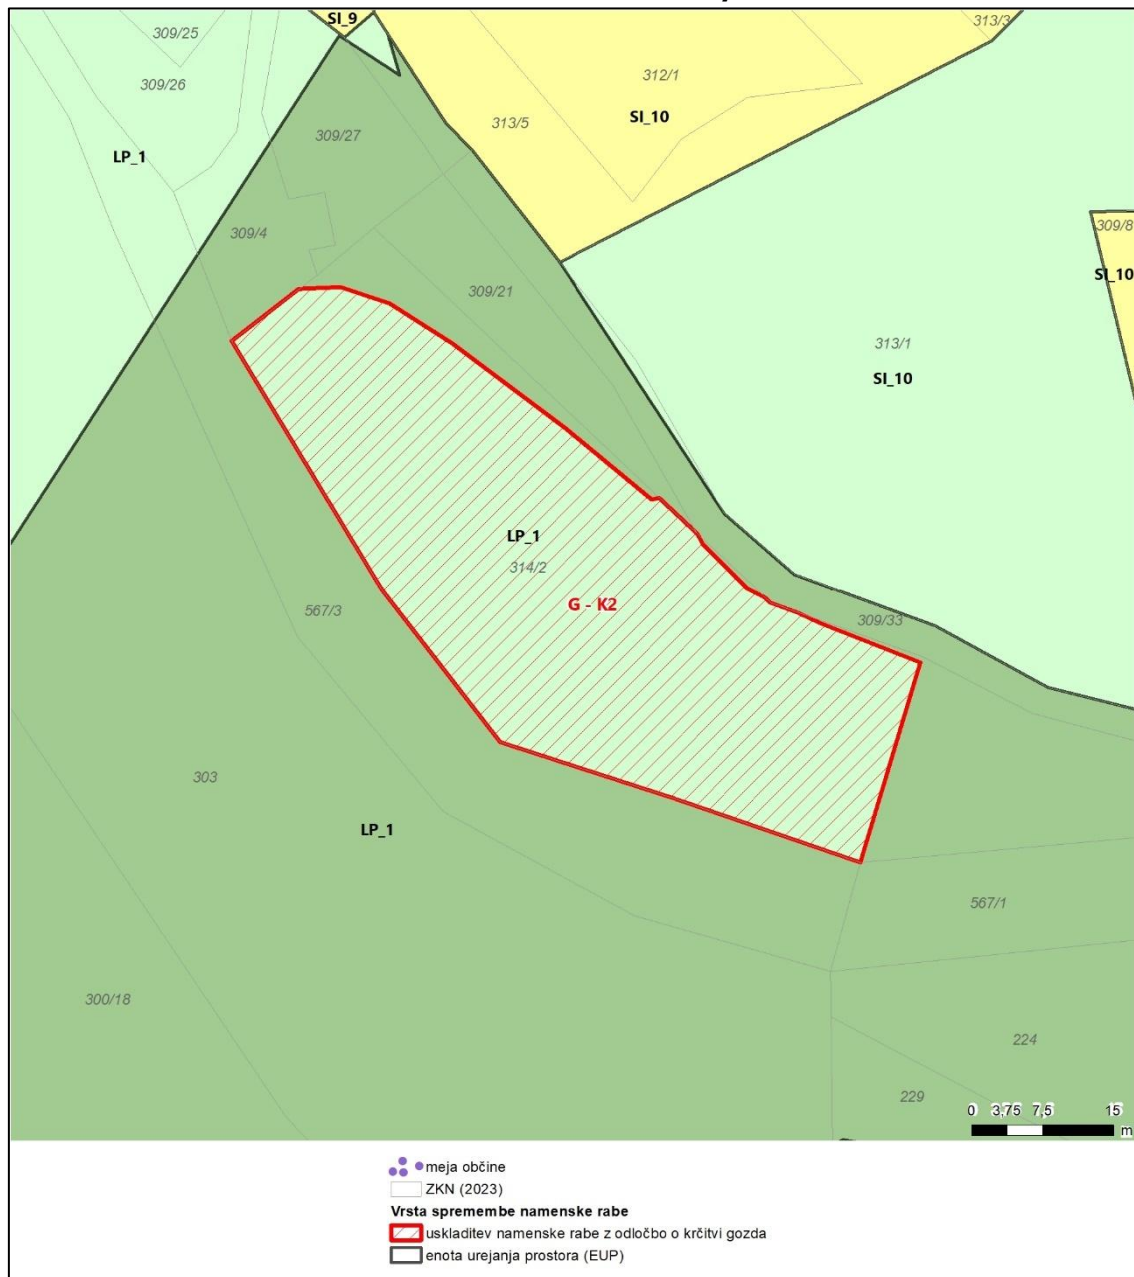 SI_9
313/3
309/25
312/1
309/26
SI_10
313/5
309/27
LP_1
309/8
309/4
SI_10
309/21
313/1
SI_10
LP_1
314/2
G - K2
567/3
309/33
303
LP_1
567/1
300/18
224
229
0 3,75 7,5 15
m
meja občine
ZKN (2023)
Vrsta spremembe namenske rabe
uskladitev namenske rabe z odločbo o krčitvi gozda
enota urejanja prostora (EUP)